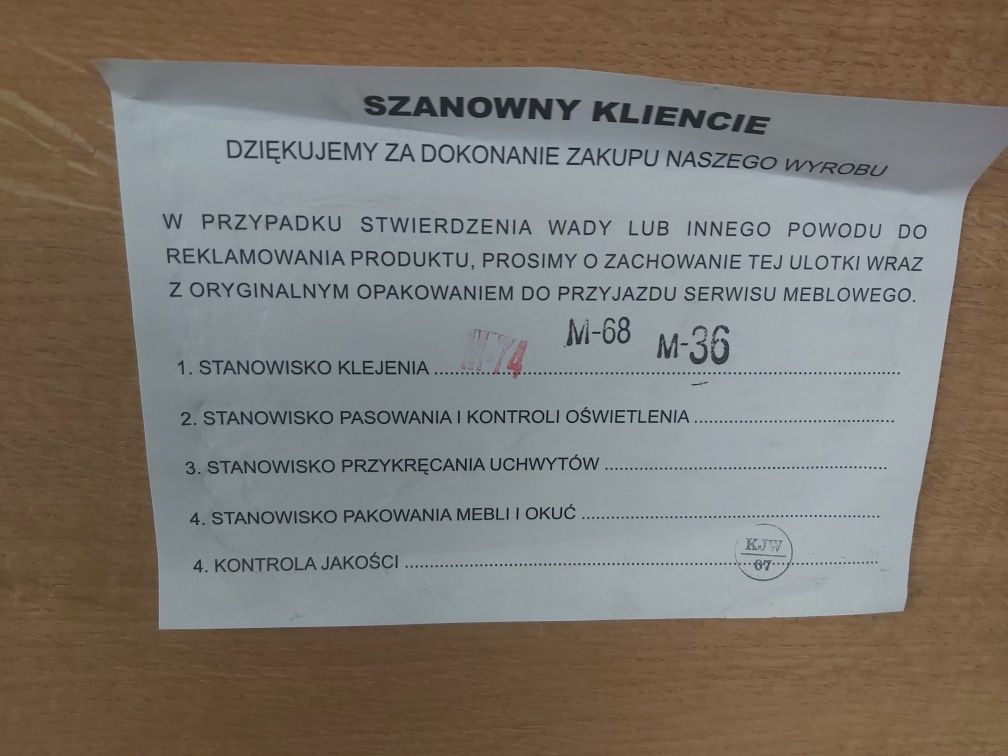 SZANOWNY KLIENCIE
DZIĘKUJEMY ZA DOKONANIE ZAKUPU NASZEGO WYROBU
W PRZYPADKU STWIERDZENIA WADY LUB INNEGO POWODU DO
REKLAMOWANIA PRODUKTU, PROSIMY O ZACHOWANIE TEJ ULOTKI WRAZ
Z ORYGINALNYM OPAKOWANIEM DO PRZYJAZDU SERWISU MEBLOWEGO.
M-68 M-36
1. STANOWISKO KLEJENIA ........ M-74 ........
2. STANOWISKO PASOWANIA I KONTROLI OŚWIETLENIA ........
3. STANOWISKO PRZYKRĘCANIA UCHWYTÓW ........
4. STANOWISKO PAKOWANIA MEBLI I OKUĆ ........
KJW
4. KONTROLA JAKOŚCI ........
07